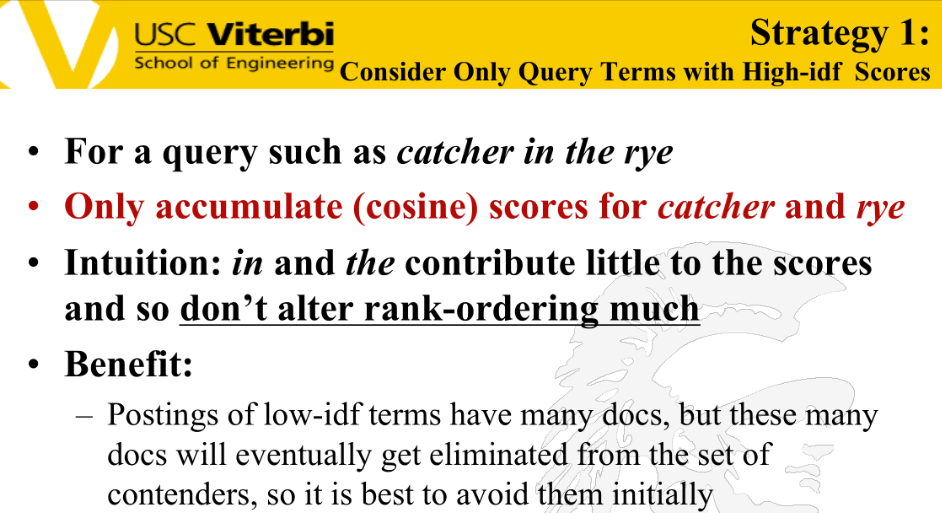 USC Viterbi
School of Engineering
Strategy 1:
Consider Only Query Terms with High-idf Scores
• For a query such as catcher in the rye
• Only accumulate (cosine) scores for catcher and rye
• Intuition: in and the contribute little to the scores
and so don't alter rank-ordering much
• Benefit:
– Postings of low-idf terms have many docs, but these many
docs will eventually get eliminated from the set of
contenders, so it is best to avoid them initially